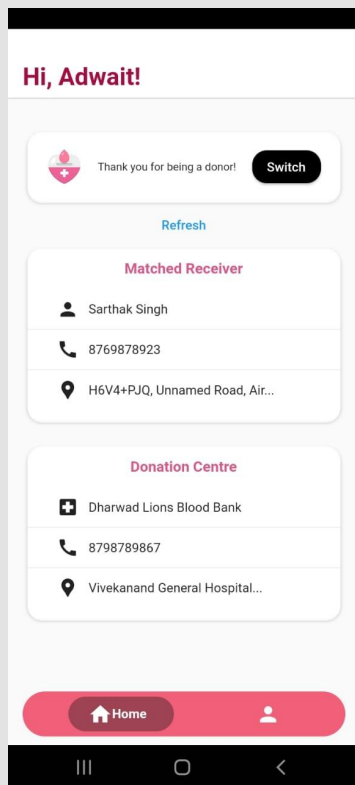 Hi, Adwait!
Thank you for being a donor!
Switch
Refresh
Matched Receiver
Sarthak Singh
8769878923
H6V4+PJQ, Unnamed Road, Air...
Donation Centre
Dharwad Lions Blood Bank
8798789867
Vivekanand General Hospital...
Home